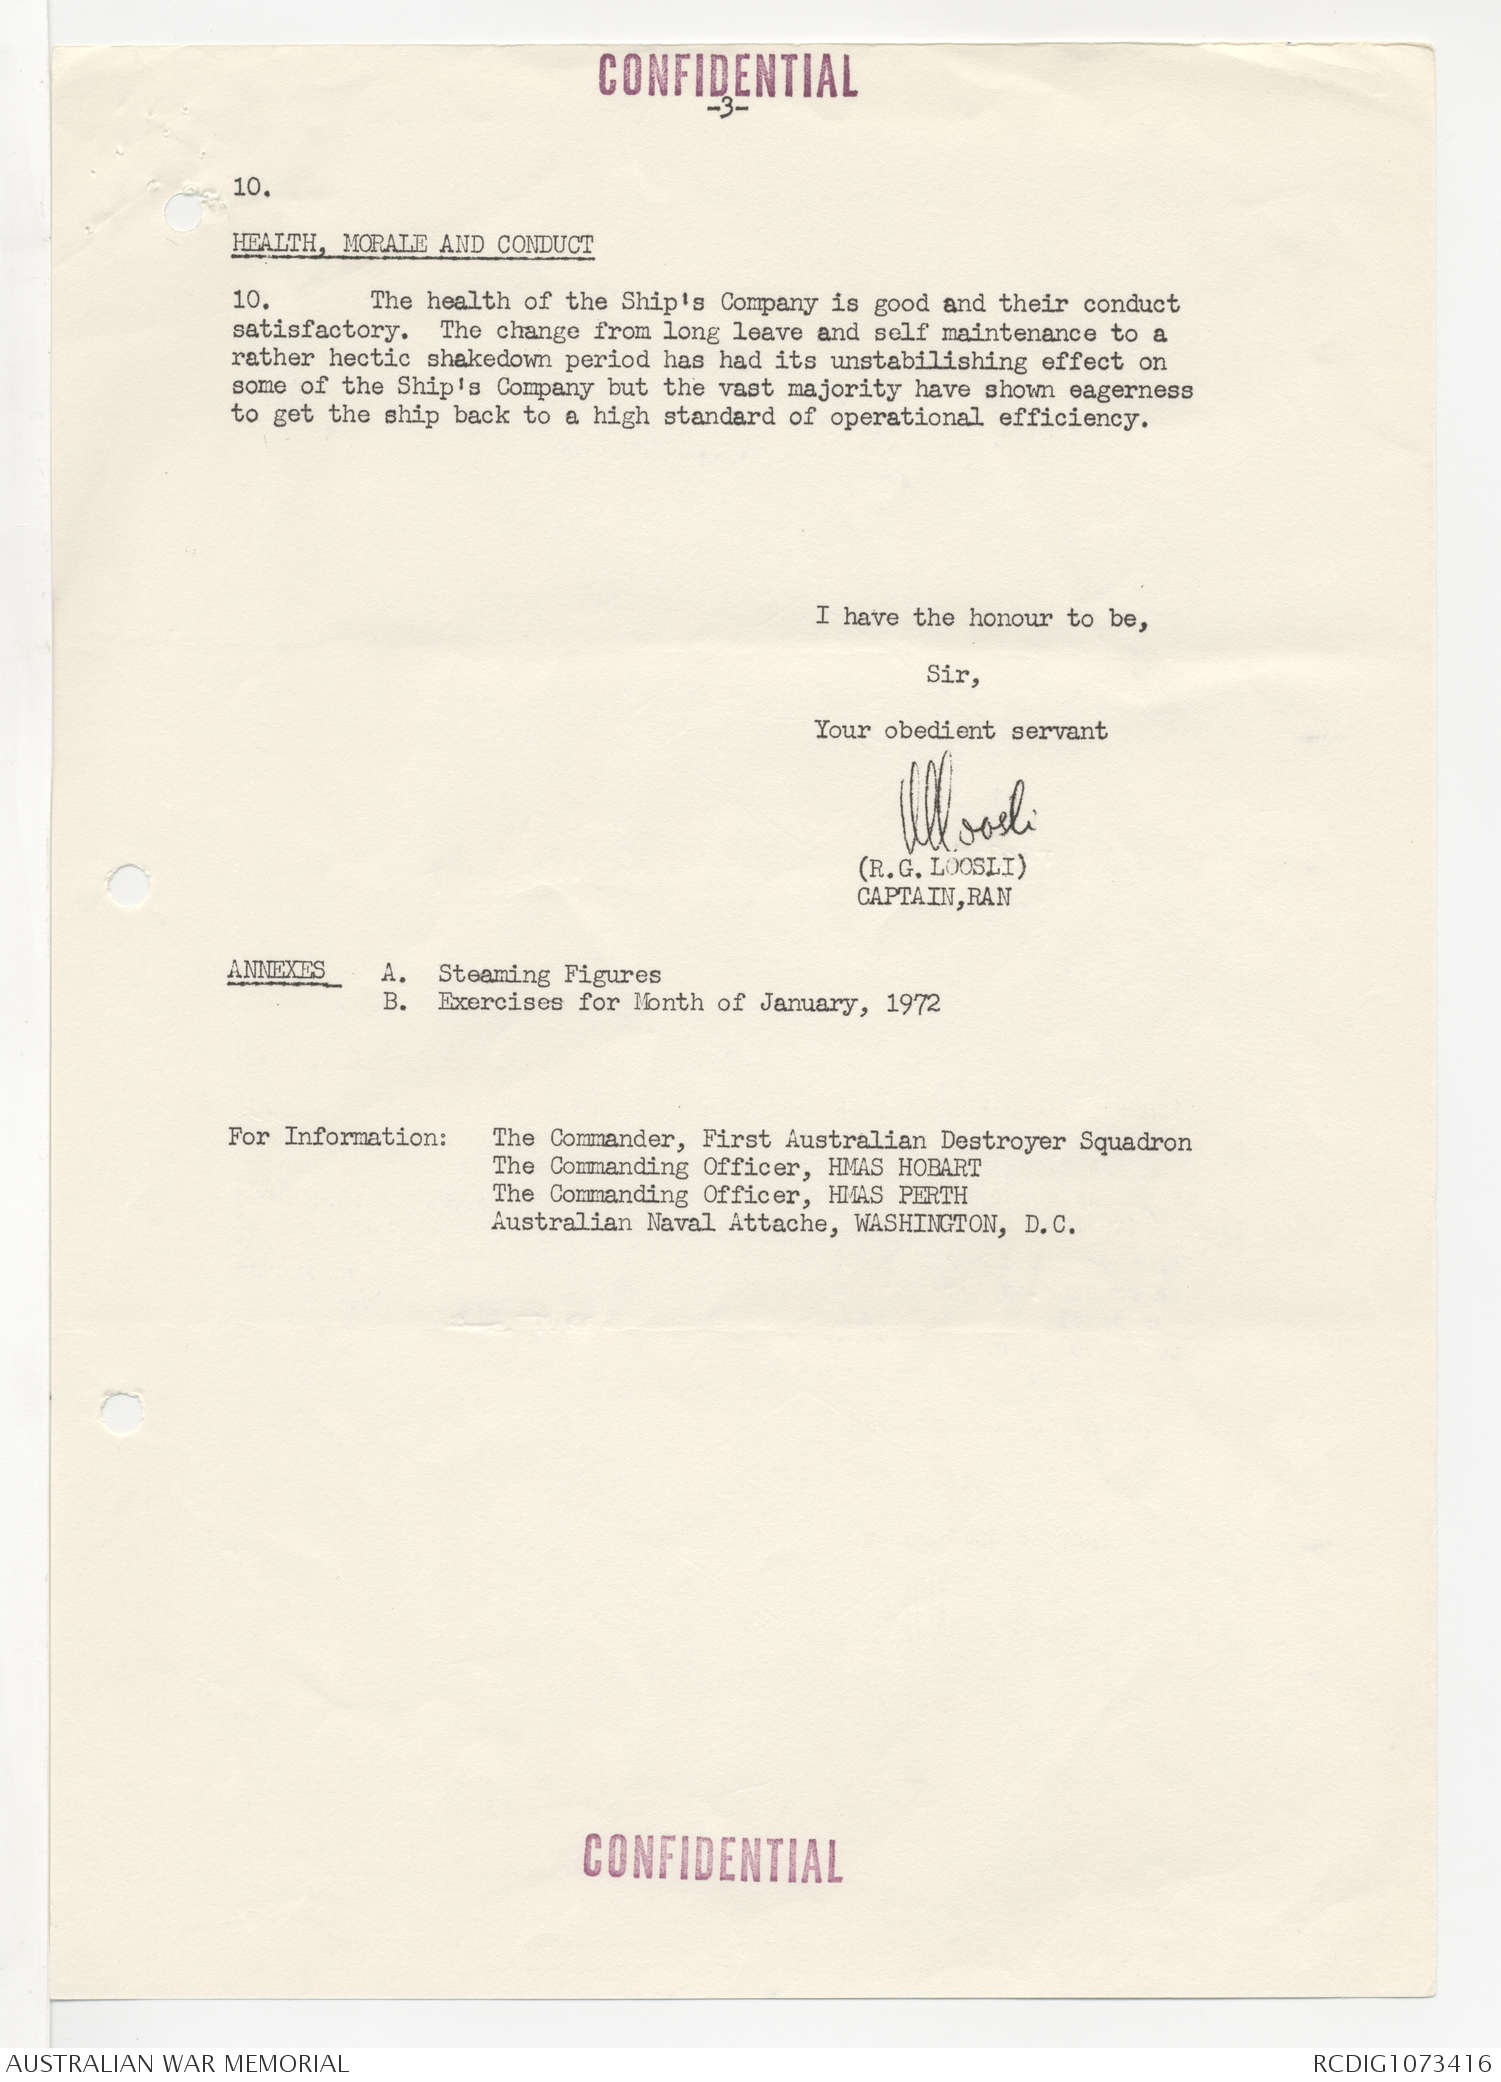 CONFIDENTIAL
-3-
10.
HEALTH, MORALE AND CONDUCT
10. The health of the Ship's Company is good and their conduct
satisfactory. The change from long leave and self maintenance to a
rather hectic shakedown period has had its unstabilishing effect on
some of the Ship's Company but the vast majority have shown eagerness
to get the ship back to a high standard of operational efficiency.
I have the honour to be,
Sir,
Your obedient servant
(R.G. LOOSLI)
CAPTAIN,RAN
ANNEXES A. Steaming Figures
B. Exercises for Month of January, 1972
For Information: The Commander, First Australian Destroyer Squadron
The Commanding Officer, HMAS HOBART
The Commanding Officer, HMAS PERTH
Australian Naval Attache, WASHINGTON, D.C.
CONFIDENTIAL
AUSTRALIAN WAR MEMORIAL
RCDIG1073416